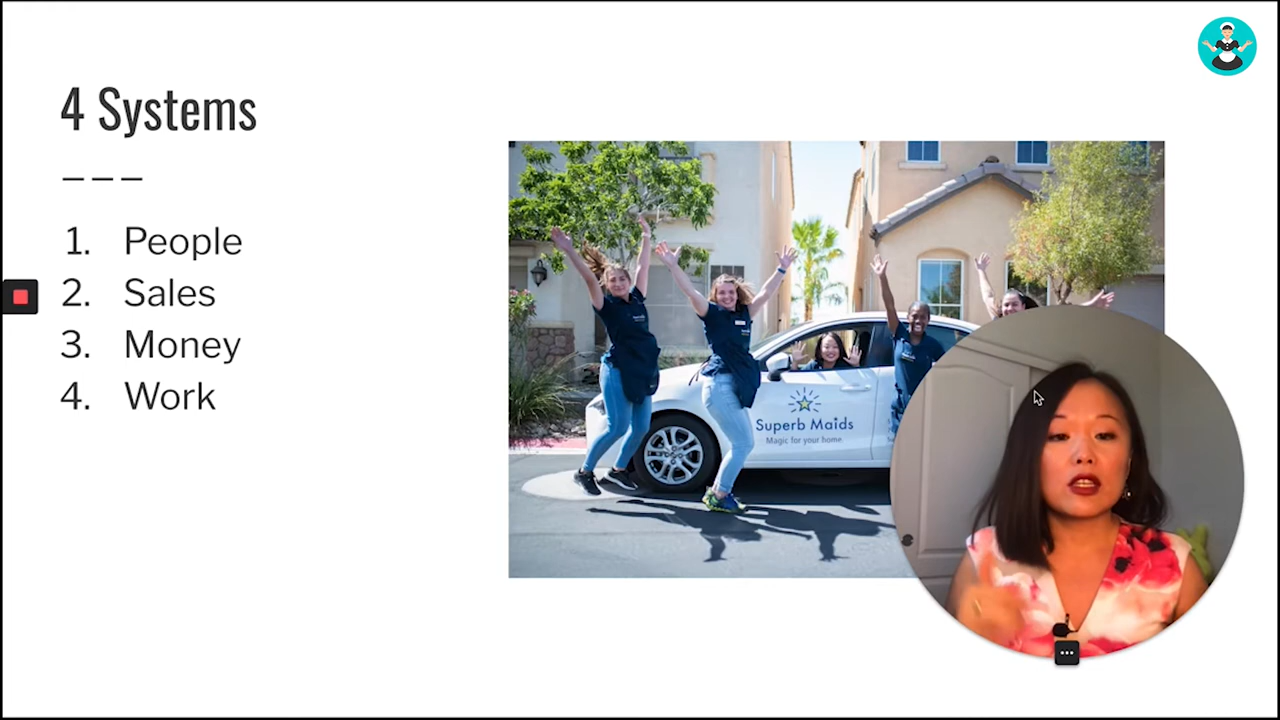 4 Systems
1. People
2. Sales
3. Money
4. Work
Superb Maids
Magic for your home